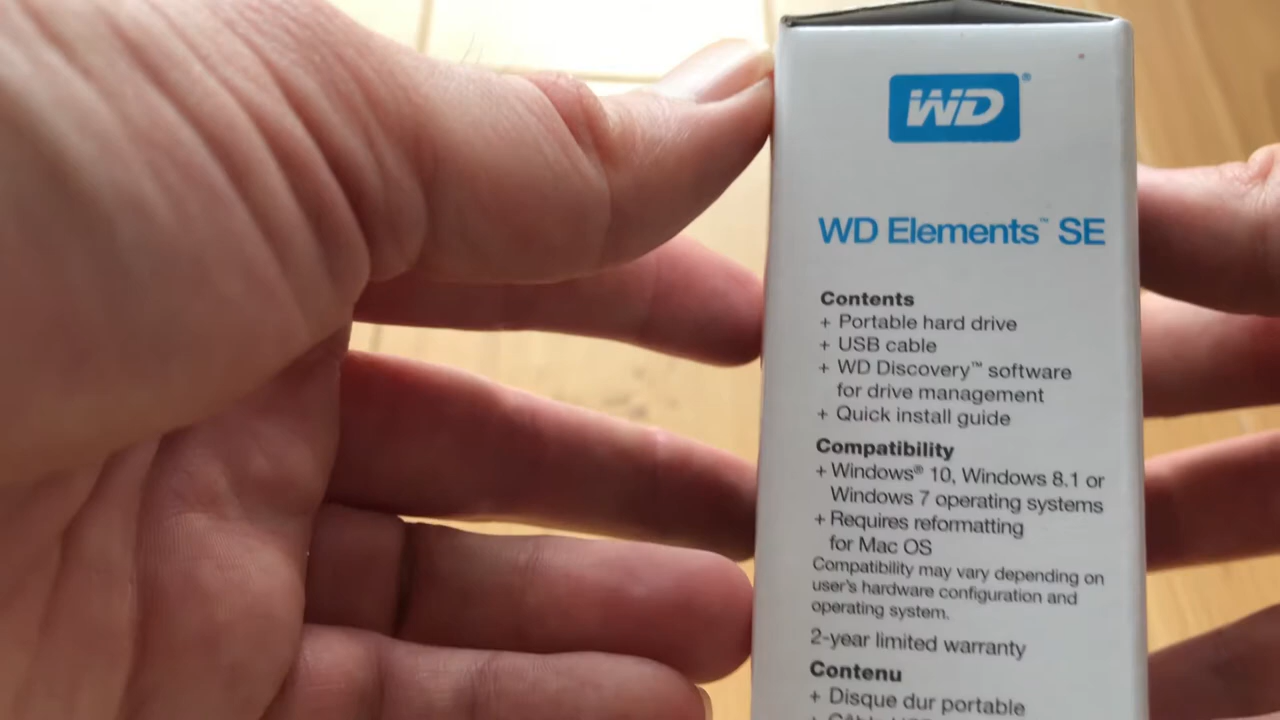 WD®
WD Elements™ SE
Contents
+ Portable hard drive
+ USB cable
+ WD Discovery™ software
for drive management
+ Quick install guide
Compatibility
+ Windows® 10, Windows 8.1 or
Windows 7 operating systems
+ Requires reformatting
for Mac OS
Compatibility may vary depending on
user's hardware configuration and
operating system.
2-year limited warranty
Contenu
+ Disque dur portable